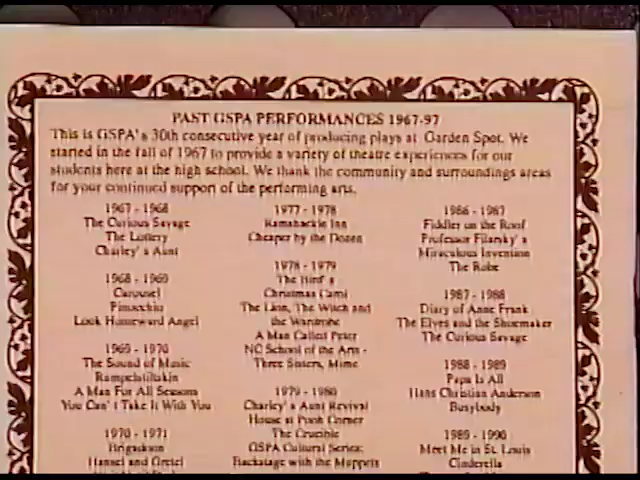 PAST GSPA PERFORMANCES 1967-97
This is GSPA's 30th consecutive year of producing plays at Garden Spot. We
started in the fall of 1967 to provide a variety of theatre experiences for our
students here at the high school. We thank the community and surroundings areas
for your continued support of the performing arts.
1967 - 1968
The Curious Savage
The Lottery
Charley's Aunt
1968 - 1969
Carousel
Pinocchio
Look Homeward Angel
1969 - 1970
The Sound of Music
Rumpelstiltskin
A Man For All Seasons
You Can't Take It With You
1970 - 1971
Brigadoon
Hansel and Gretel
1977 - 1978
Ramshackle Inn
Cheaper by the Dozen
1978 - 1979
The
Christmas Carol
The Lion, The Witch and
the Wardrobe
A Man Called Peter
NC School of the Arts -
Three Sisters, Mime
1979 - 1980
Charley's Aunt Revival
House at Pooh Corner
The Crucible
GSPA Cultural Series:
Backstage with the Muppets
1986 - 1987
Fiddler on the Roof
Professor Filarsky's
Miraculous Invention
The Robe
1987 - 1988
Diary of Anne Frank
The Elves and the Shoemaker
The Curious Savage
1988 - 1989
Papa Is All
Hans Christian Anderson
Busybody
1989 - 1990
Meet Me in St. Louis
Cinderella